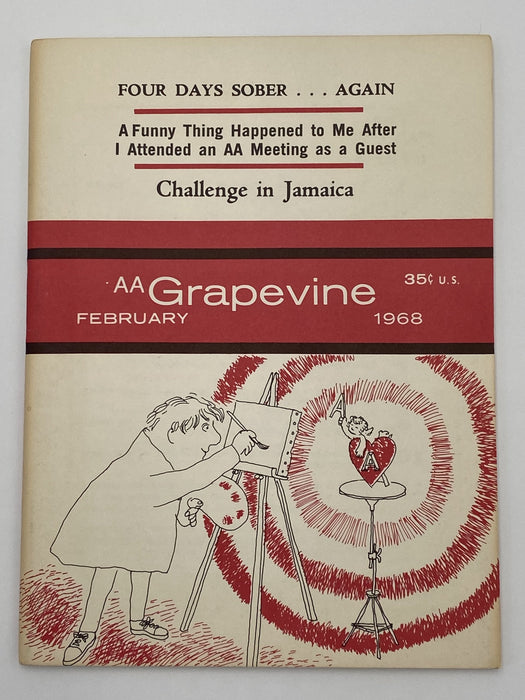 FOUR DAYS SOBER . . . AGAIN
A Funny Thing Happened to Me After
I Attended an AA Meeting as a Guest
Challenge in Jamaica
AA Grapevine 35¢ U.S.
FEBRUARY 1968
A
A